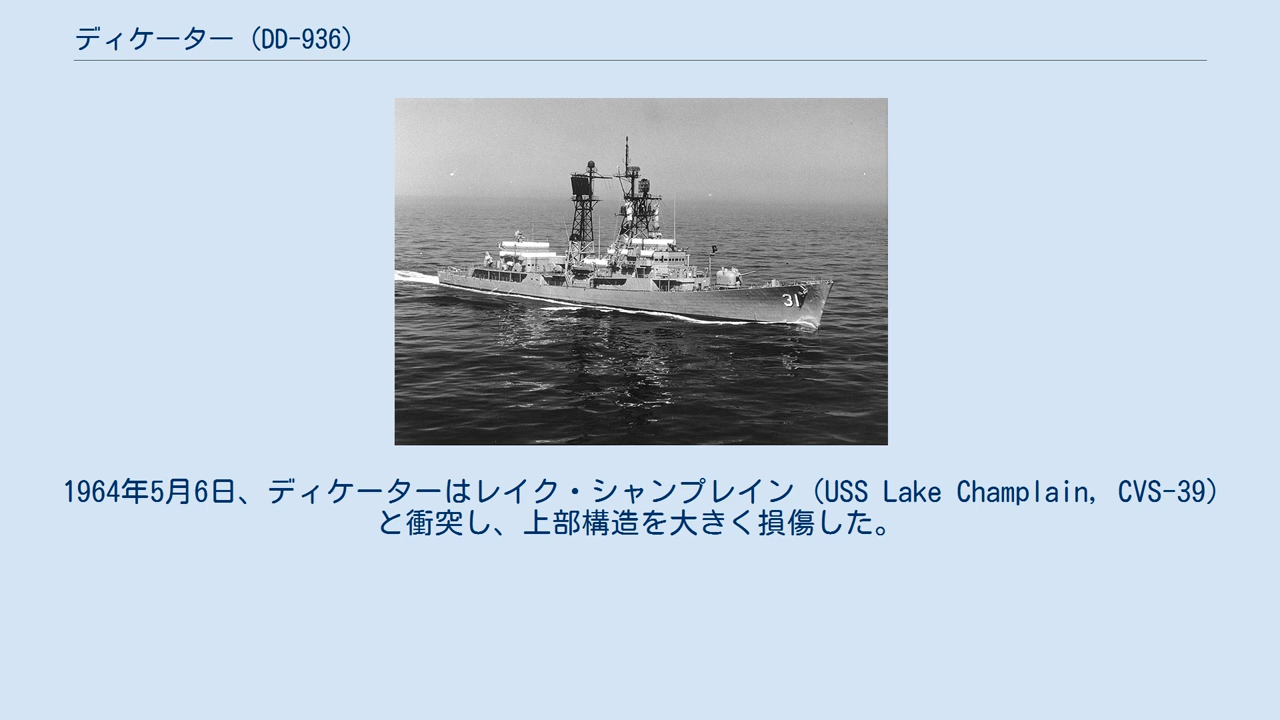 ディケーター（DD-936）
31
1964年5月6日、ディケーターはレイク・シャンプレイン（USS Lake Champlain, CVS-39）
と衝突し、上部構造を大きく損傷した。